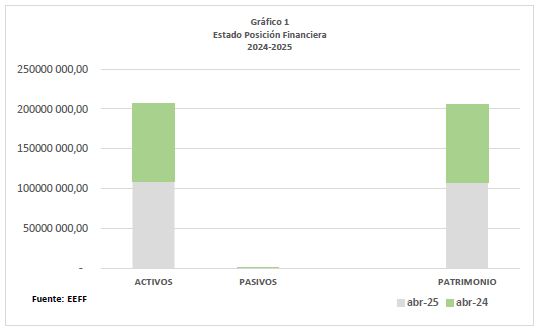 Gráfico 1
Estado Posición Financiera
2024-2025
250000 000,00
200000 000,00
150000 000,00
100000 000,00
50000 000,00
-
ACTIVOS PASIVOS PATRIMONIO
Fuente: EEFF
abr-25 abr-24